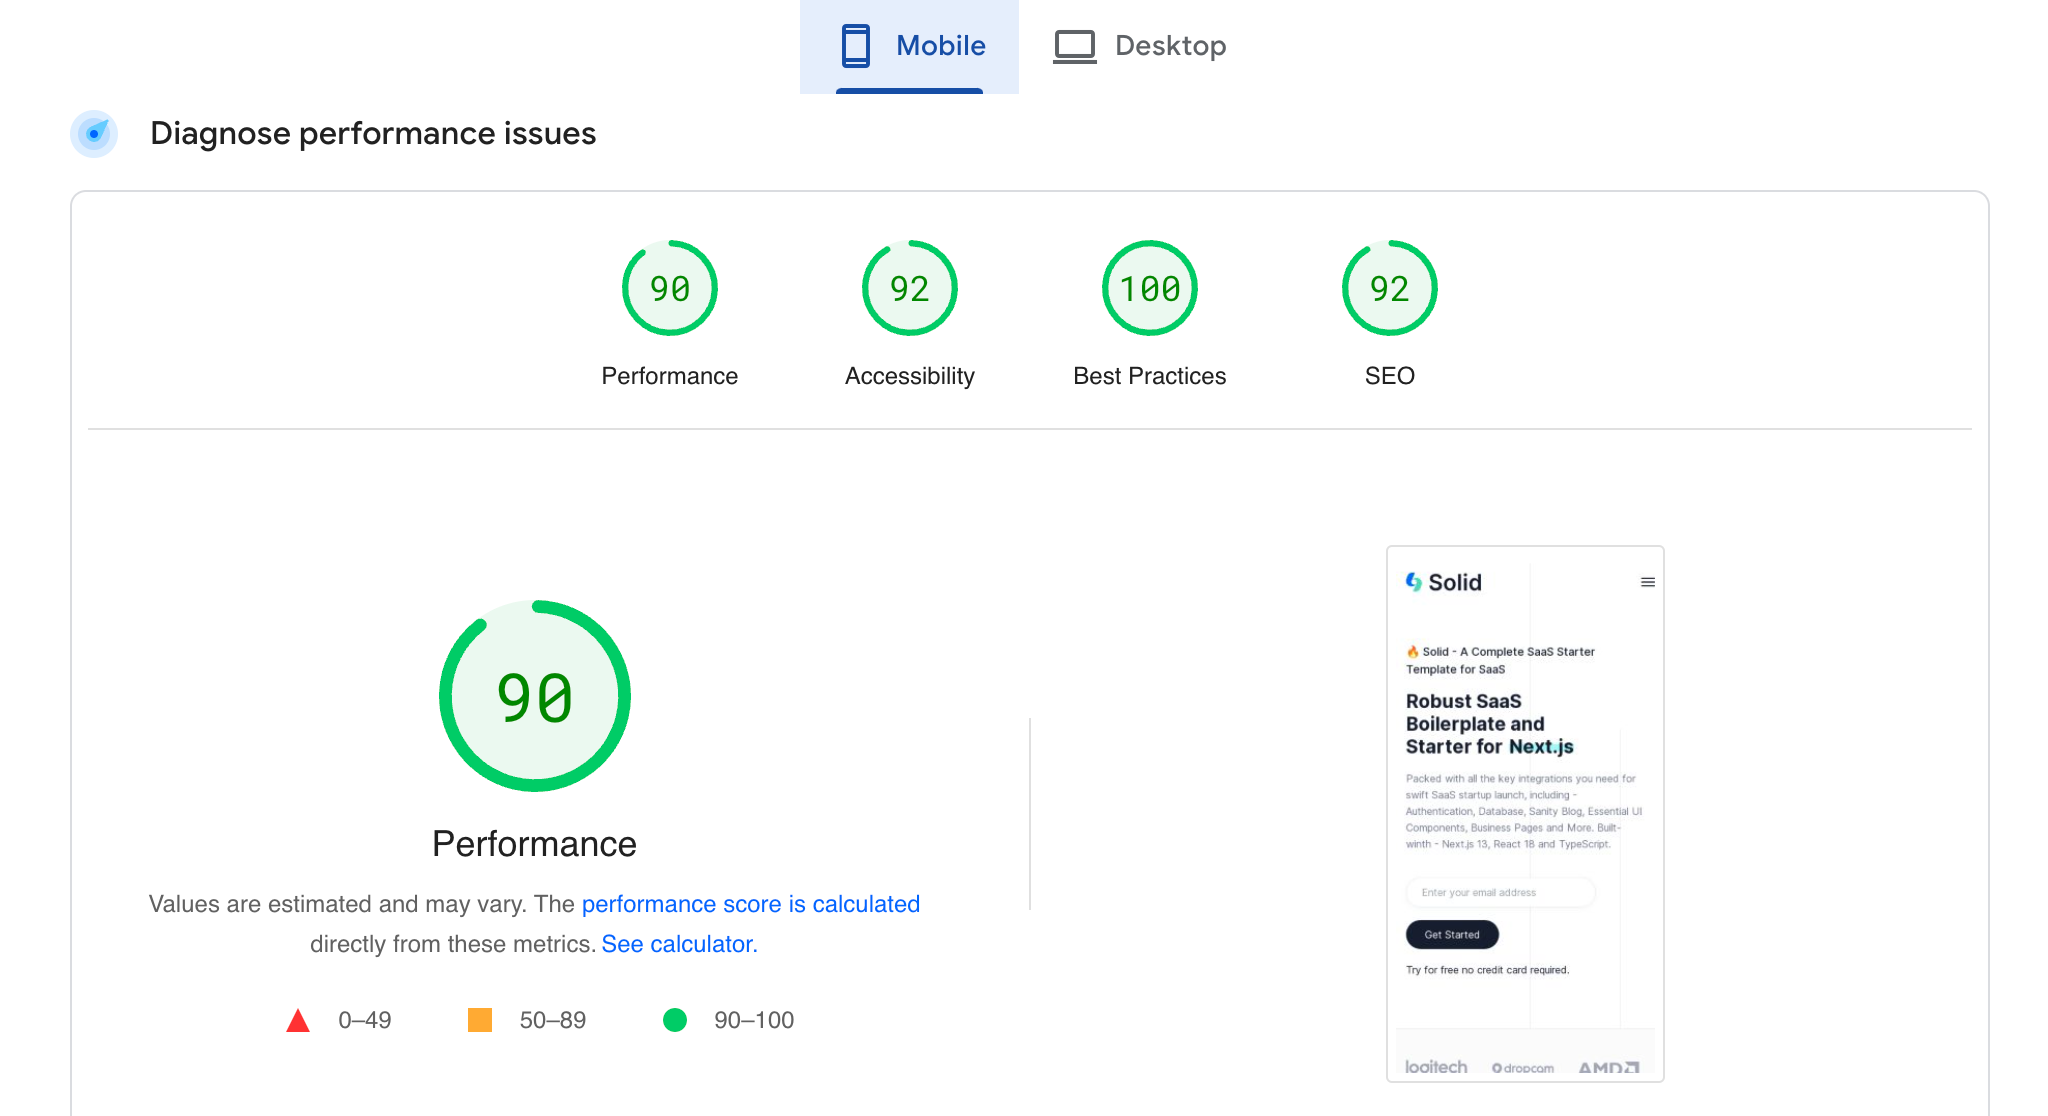 Mobile
Desktop
Diagnose performance issues
90
92
100
92
Performance
Accessibility
Best Practices
SEO
90
Performance
Values are estimated and may vary. The performance score is calculated
directly from these metrics. See calculator.
0–49
50–89
90–100
Solid
🔥 Solid - A Complete SaaS Starter
Template for SaaS
Robust SaaS
Boilerplate and
Starter for Next.js
Packed with all the key integrations you need for
swift SaaS startup launch, including -
Authentication, Database, Sanity Blog, Essential UI
Components, Business Pages and More. Built-
winth - Next.js 13, React 18 and TypeScript.
Enter your email address
Get Started
Try for free no credit card required.
logitech
dropcam
AMD